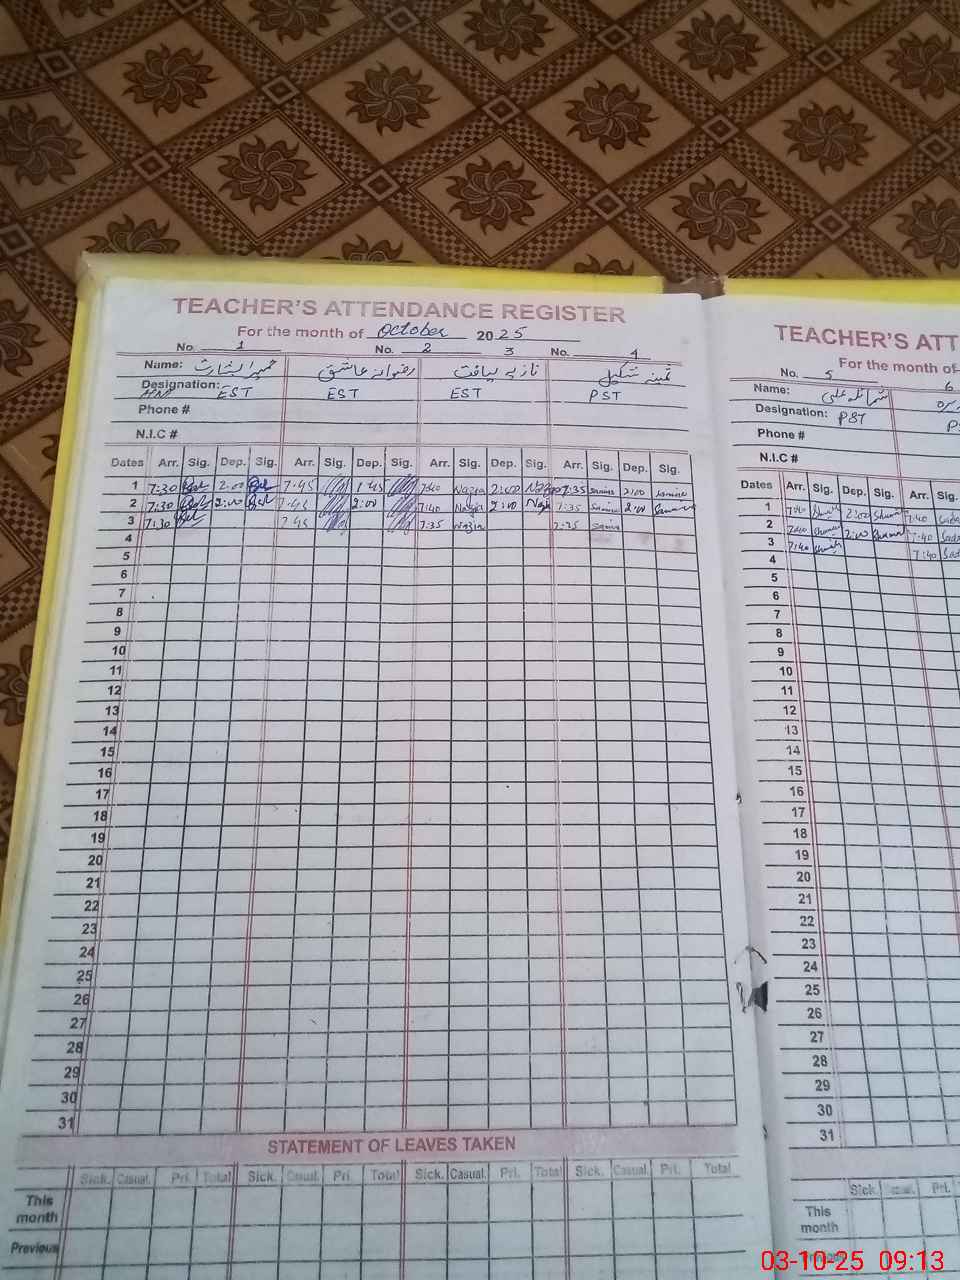 TEACHER'S ATTENDANCE REGISTER
For the month of October 2025
No. 1 No. 2 3 No. 4
Name: رضوانہ عاشق نازیہ لیاقت ثمینہ شکیل
Designation: EST EST EST PST
Phone #
N.I.C #
Dates Arr. Sig. Dep. Sig. Arr. Sig. Dep. Sig. Arr. Sig. Dep. Sig. Arr. Sig. Dep. Sig.
1 7:30 2:00 7:45 1:45 7:40 Nazia 2:00 Nazia 7:35 Samina 2:00 Samina
2 7:30 2:00 7:45 2:00 7:40 Nazia 2:00 7:35 Samina 2:00
3 7:30 7:45 7:35 Nazia 7:35 Samina
4
5
6
7
8
9
10
11
12
13
14
15
16
17
18
19
20
21
22
23
24
25
26
27
28
29
30
31
STATEMENT OF LEAVES TAKEN
Sick. Casual. Pri. Total Sick. Casual. Pri. Total Sick. Casual. Pri. Total Sick. Casual. Pri. Total
This month
Previous
TEACHER'S ATT
For the month of
No. 5 6
Name: شمائلہ علی
Designation: PST
Phone #
N.I.C #
Dates Arr. Sig. Dep. Sig. Arr. Sig.
1 7:40 2:00 7:40
2 7:40 2:00 7:40
3 7:40 7:40
4
5
6
7
8
9
10
11
12
13
14
15
16
17
18
19
20
21
22
23
24
25
26
27
28
29
30
31
Sick. Casual. Pri.
This month
Previous
03-10-25 09:13